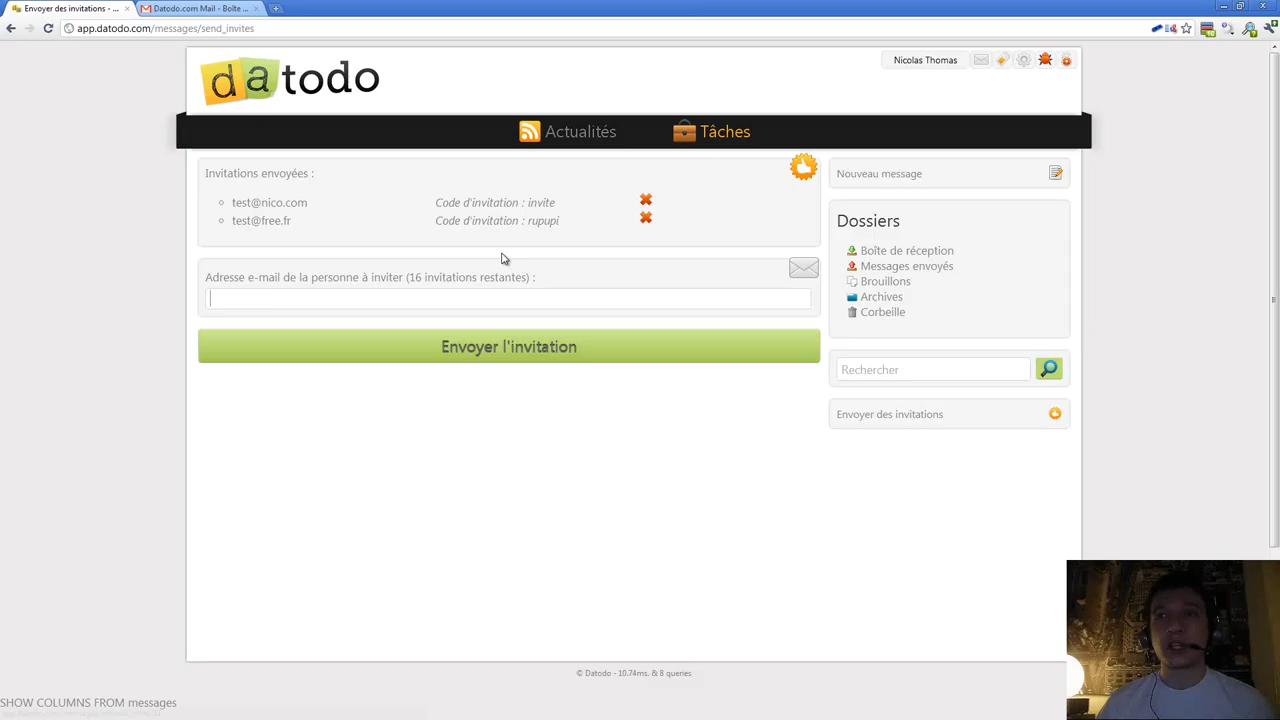 Envoyer des invitations - ...
Datodo.com Mail - Boîte ...
app.datodo.com/messages/send_invites
datodo
Nicolas Thomas
Actualités
Tâches
Invitations envoyées :
test@nico.com Code d'invitation : invite
test@free.fr Code d'invitation : rupupi
Adresse e-mail de la personne à inviter (16 invitations restantes) :
Envoyer l'invitation
Nouveau message
Dossiers
Boîte de réception
Messages envoyés
Brouillons
Archives
Corbeille
Rechercher
Envoyer des invitations
© Datodo - 10.74ms. & 8 queries
SHOW COLUMNS FROM messages